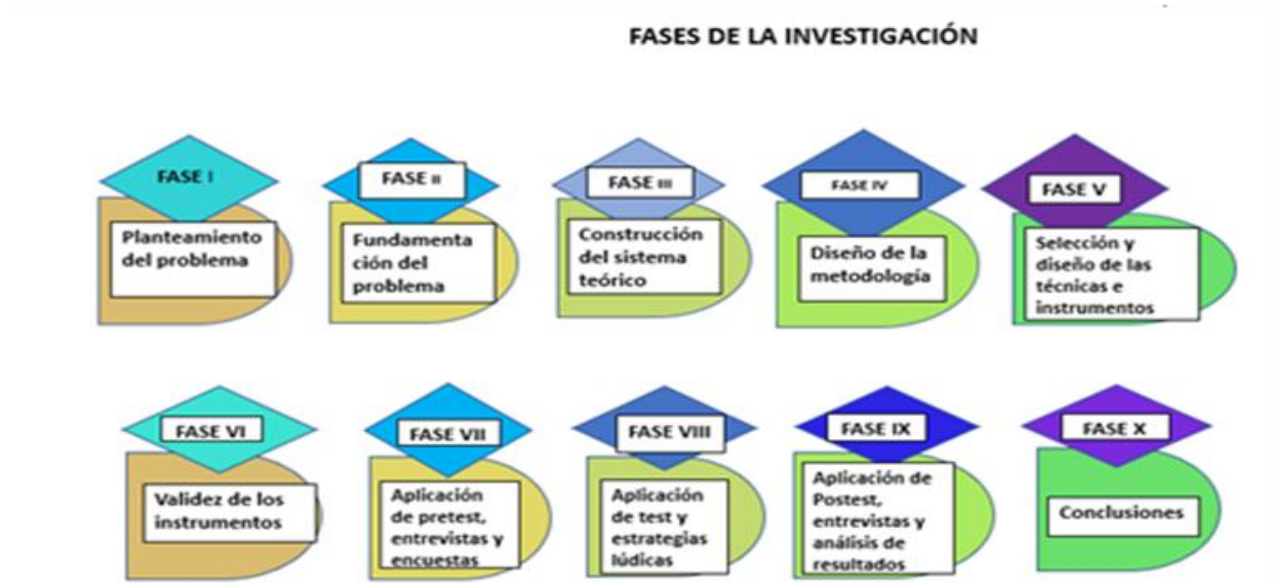 FASES DE LA INVESTIGACIÓN
FASE I
Planteamiento
del problema
FASE II
Fundamenta
ción del
problema
FASE III
Construcción
del sistema
teórico
FASE IV
Diseño de la
metodología
FASE V
Selección y
diseño de las
técnicas e
instrumentos
FASE VI
Validez de los
instrumentos
FASE VII
Aplicación
de pretest,
entrevistas y
encuestas
FASE VIII
Aplicación
de test y
estrategias
lúdicas
FASE IX
Aplicación de
Postest,
entrevistas y
análisis de
resultados
FASE X
Conclusiones